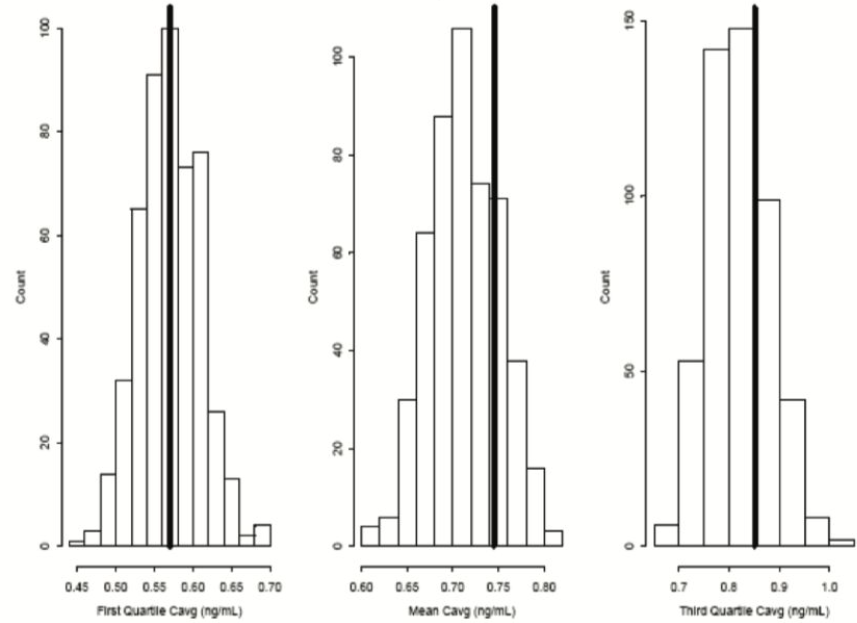 Count
0
20
40
60
80
100
0.45 0.50 0.55 0.60 0.65 0.70
First Quartile Cavg (ng/mL)
Count
0
20
40
60
80
100
0.60 0.65 0.70 0.75 0.80
Mean Cavg (ng/mL)
Count
0
50
100
150
0.7 0.8 0.9 1.0
Third Quartile Cavg (ng/mL)